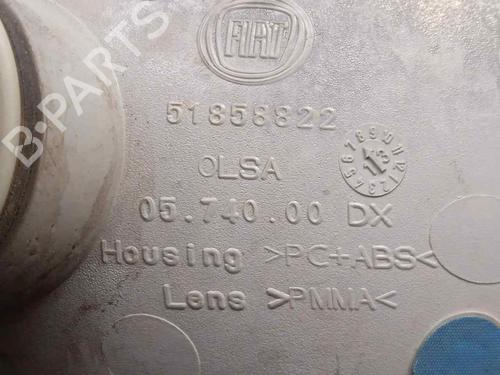 FIAT
51858822
OLSA
05.740.00 DX
Housing >PC+ABS<
Lens >PMMA<
B-PARTS